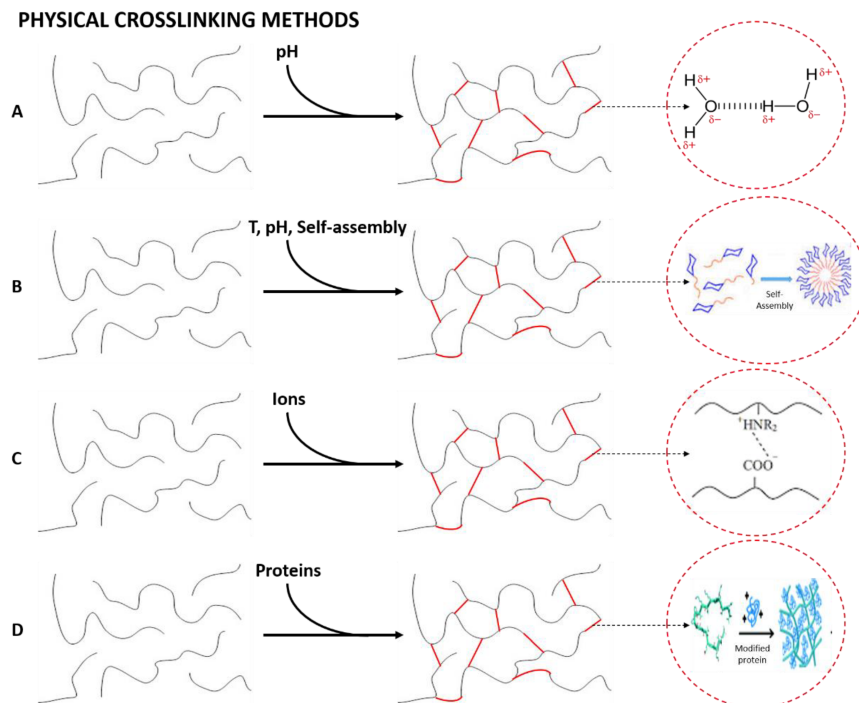 PHYSICAL CROSSLINKING METHODS
pH
A
H δ+
O δ−
H δ+
H δ+
O δ−
H δ+
T, pH, Self-assembly
B
Self-
Assembly
Ions
C
+HNR₂
COO⁻
Proteins
D
Modified
protein